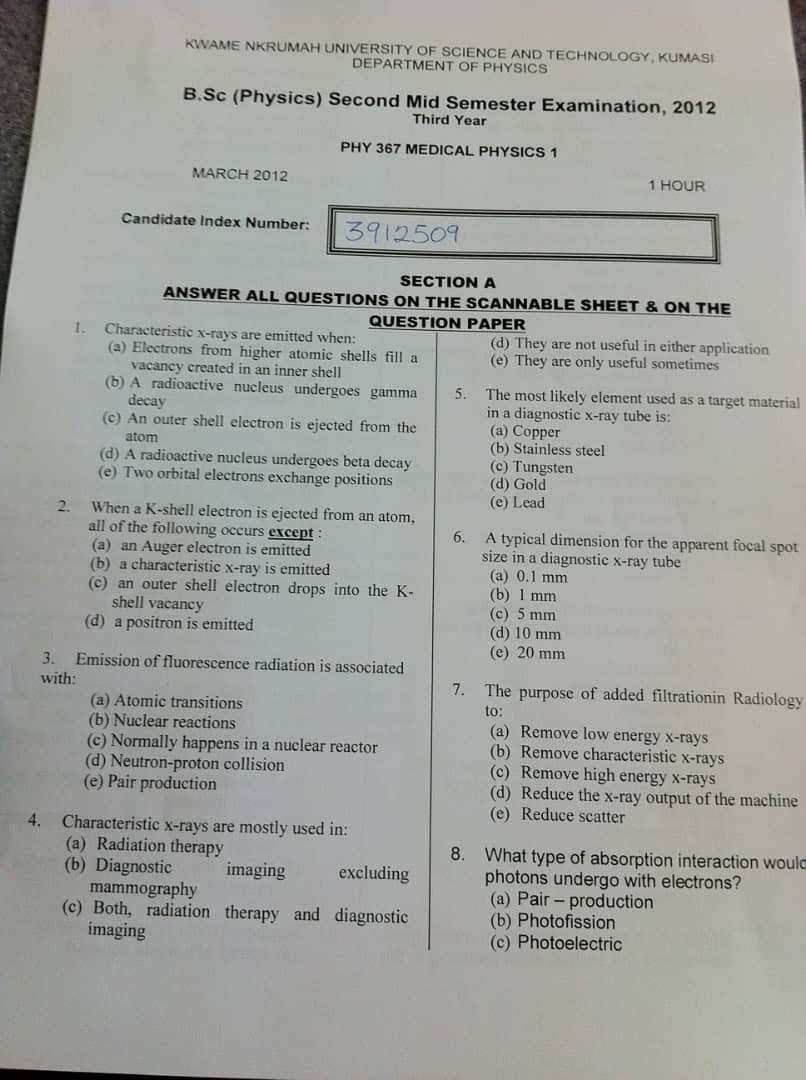 KWAME NKRUMAH UNIVERSITY OF SCIENCE AND TECHNOLOGY, KUMASI
DEPARTMENT OF PHYSICS
B.Sc (Physics) Second Mid Semester Examination, 2012
Third Year
PHY 367 MEDICAL PHYSICS 1
MARCH 2012
1 HOUR
Candidate Index Number:
3912509
SECTION A
ANSWER ALL QUESTIONS ON THE SCANNABLE SHEET & ON THE
QUESTION PAPER
1. Characteristic x-rays are emitted when:
(a) Electrons from higher atomic shells fill a
vacancy created in an inner shell
(b) A radioactive nucleus undergoes gamma
decay
(c) An outer shell electron is ejected from the
atom
(d) A radioactive nucleus undergoes beta decay
(e) Two orbital electrons exchange positions
2. When a K-shell electron is ejected from an atom,
all of the following occurs except :
(a) an Auger electron is emitted
(b) a characteristic x-ray is emitted
(c) an outer shell electron drops into the K-
shell vacancy
(d) a positron is emitted
3. Emission of fluorescence radiation is associated
with:
(a) Atomic transitions
(b) Nuclear reactions
(c) Normally happens in a nuclear reactor
(d) Neutron-proton collision
(e) Pair production
4. Characteristic x-rays are mostly used in:
(a) Radiation therapy
(b) Diagnostic imaging excluding
mammography
(c) Both, radiation therapy and diagnostic
imaging
(d) They are not useful in either application
(e) They are only useful sometimes
5. The most likely element used as a target material
in a diagnostic x-ray tube is:
(a) Copper
(b) Stainless steel
(c) Tungsten
(d) Gold
(e) Lead
6. A typical dimension for the apparent focal spot
size in a diagnostic x-ray tube
(a) 0.1 mm
(b) 1 mm
(c) 5 mm
(d) 10 mm
(e) 20 mm
7. The purpose of added filtrationin Radiology
to:
(a) Remove low energy x-rays
(b) Remove characteristic x-rays
(c) Remove high energy x-rays
(d) Reduce the x-ray output of the machine
(e) Reduce scatter
8. What type of absorption interaction would
photons undergo with electrons?
(a) Pair – production
(b) Photofission
(c) Photoelectric